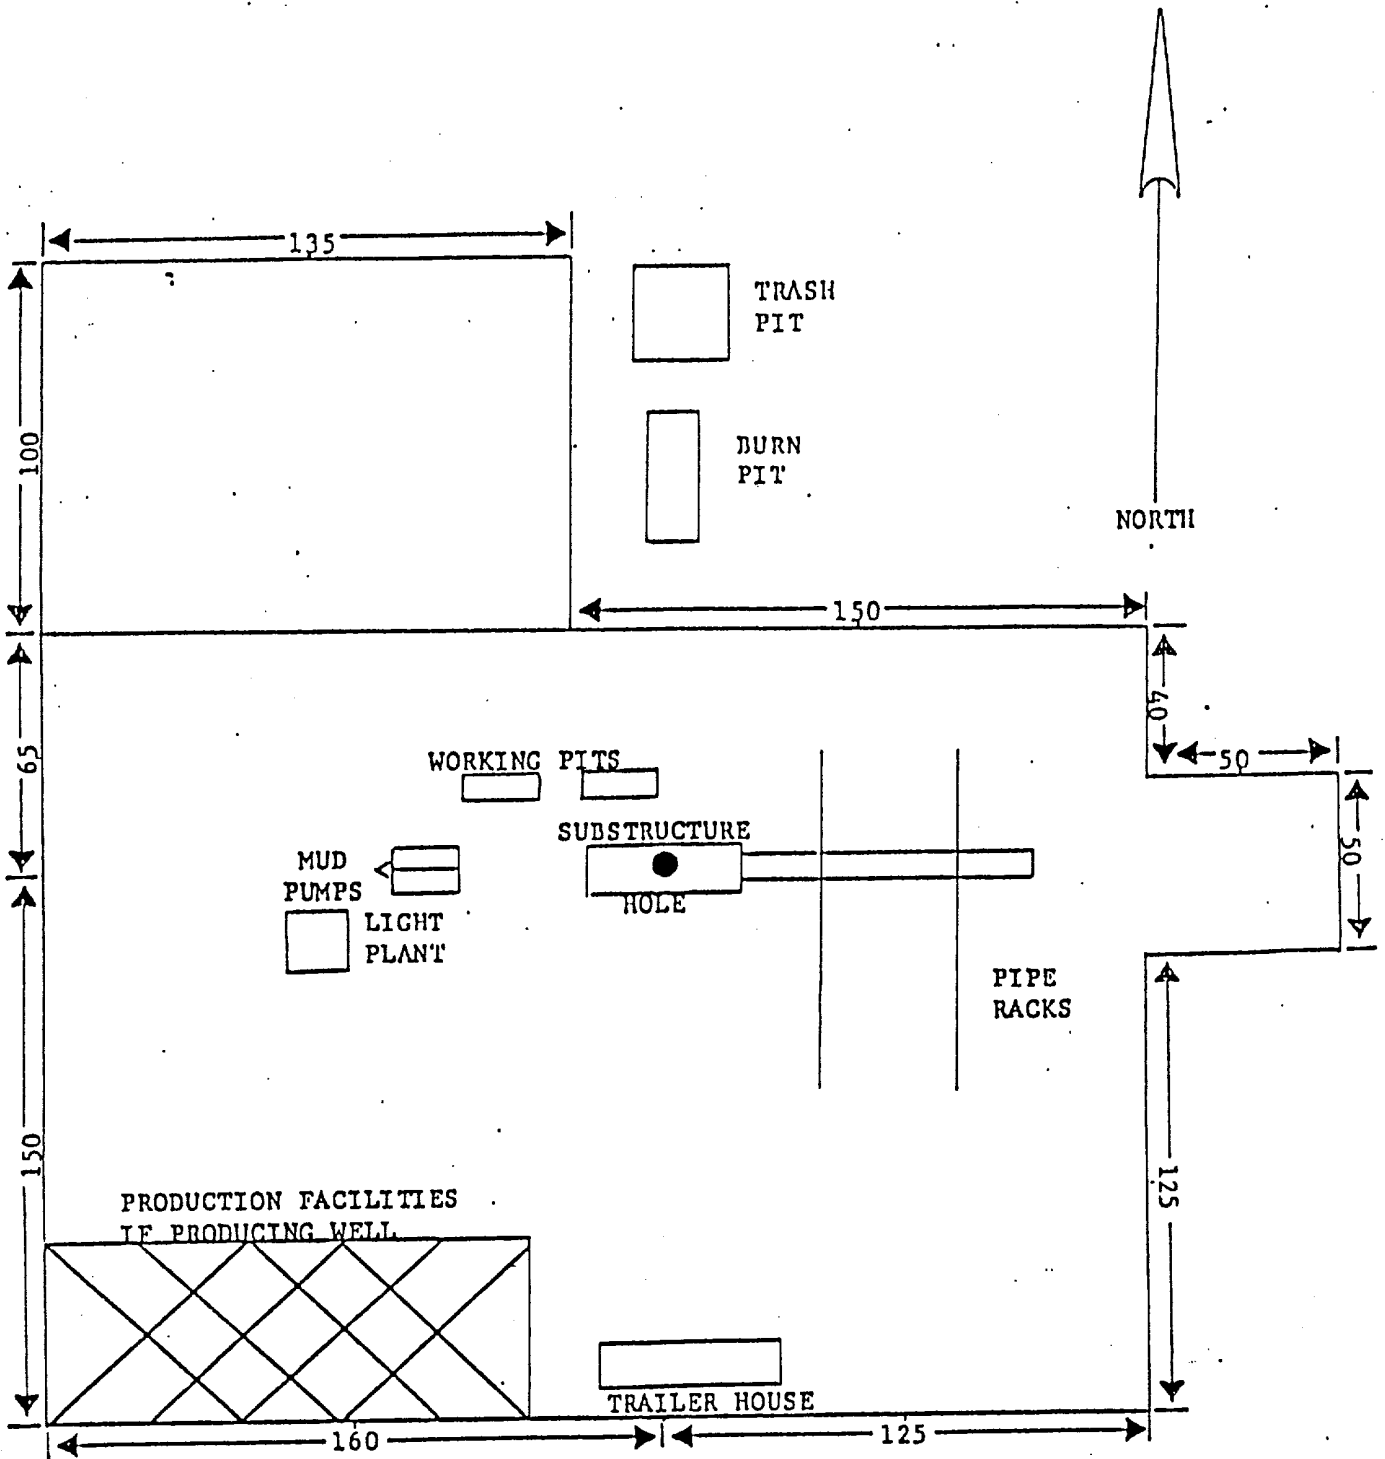 135
TRASH
PIT
100
BURN
PIT
NORTH
150
40
50
65
WORKING PITS
SUBSTRUCTURE
50
MUD
PUMPS
HOLE
LIGHT
PLANT
PIPE
RACKS
150
125
PRODUCTION FACILITIES
IF PRODUCING WELL
TRAILER HOUSE
160
125